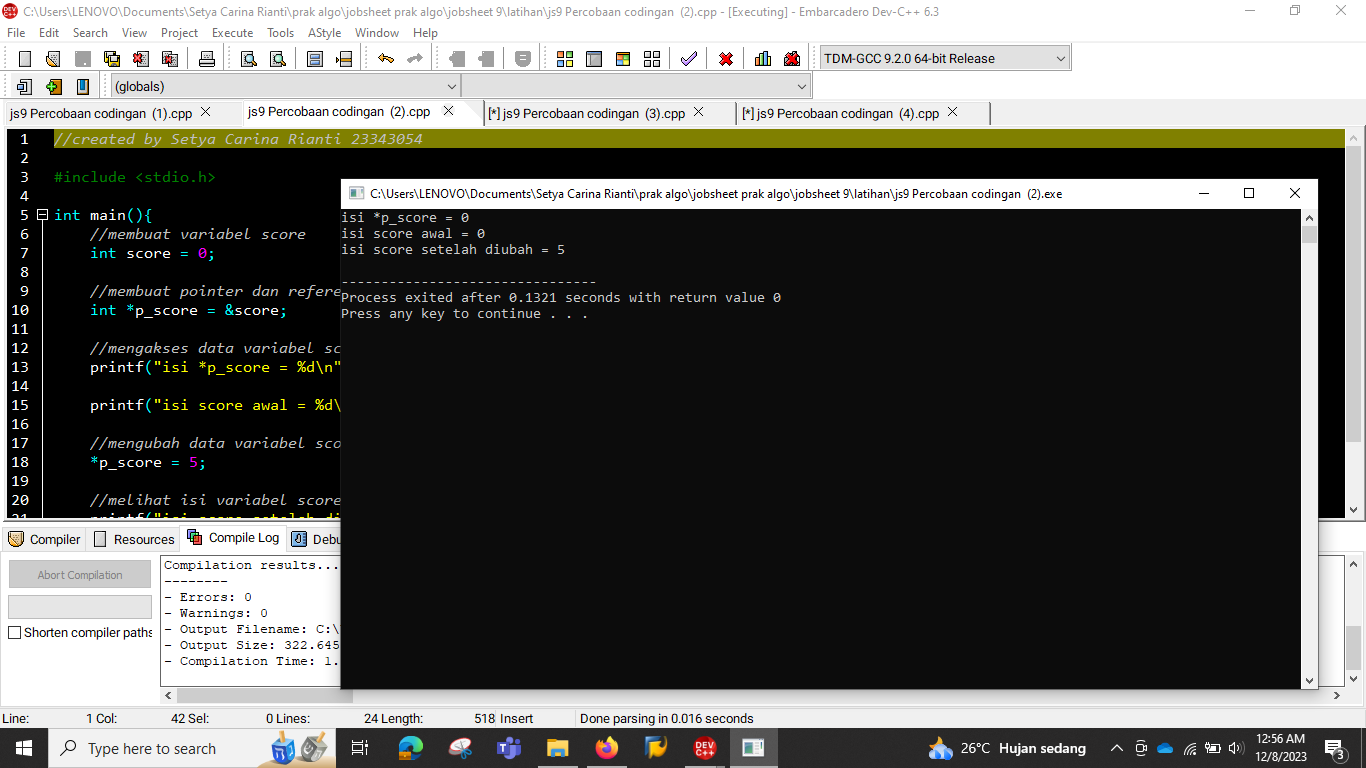 C:\Users\LENOVO\Documents\Setya Carina Rianti\prak algo\jobsheet prak algo\jobsheet 9\latihan\js9 Percobaan codingan  (2).cpp - [Executing] - Embarcadero Dev-C++ 6.3
File Edit Search View Project Execute Tools AStyle Window Help
TDM-GCC 9.2.0 64-bit Release
(globals)
js9 Percobaan codingan  (1).cpp js9 Percobaan codingan  (2).cpp [*] js9 Percobaan codingan  (3).cpp [*] js9 Percobaan codingan  (4).cpp
1 //created by Setya Carina Rianti 23343054
2
3 #include <stdio.h>
4
5 int main(){
6 //membuat variabel score
7 int score = 0;
8
9 //membuat pointer dan refere
10 int *p_score = &score;
11
12 //mengakses data variabel sc
13 printf("isi *p_score = %d\n"
14
15 printf("isi score awal = %d\
16
17 //mengubah data variabel sco
18 *p_score = 5;
19
20 //melihat isi variabel score
21 printf("isi score setelah di
C:\Users\LENOVO\Documents\Setya Carina Rianti\prak algo\jobsheet prak algo\jobsheet 9\latihan\js9 Percobaan codingan  (2).exe
isi *p_score = 0
isi score awal = 0
isi score setelah diubah = 5
--------------------------------
Process exited after 0.1321 seconds with return value 0
Press any key to continue . . .
Compiler Resources Compile Log Debu
Abort Compilation
Shorten compiler paths
Compilation results...
--------
- Errors: 0
- Warnings: 0
- Output Filename: C:\
- Output Size: 322.645
- Compilation Time: 1.
Line: 1 Col: 42 Sel: 0 Lines: 24 Length: 518 Insert Done parsing in 0.016 seconds
Type here to search
DEV C++
26°C Hujan sedang
12:56 AM
12/8/2023
3